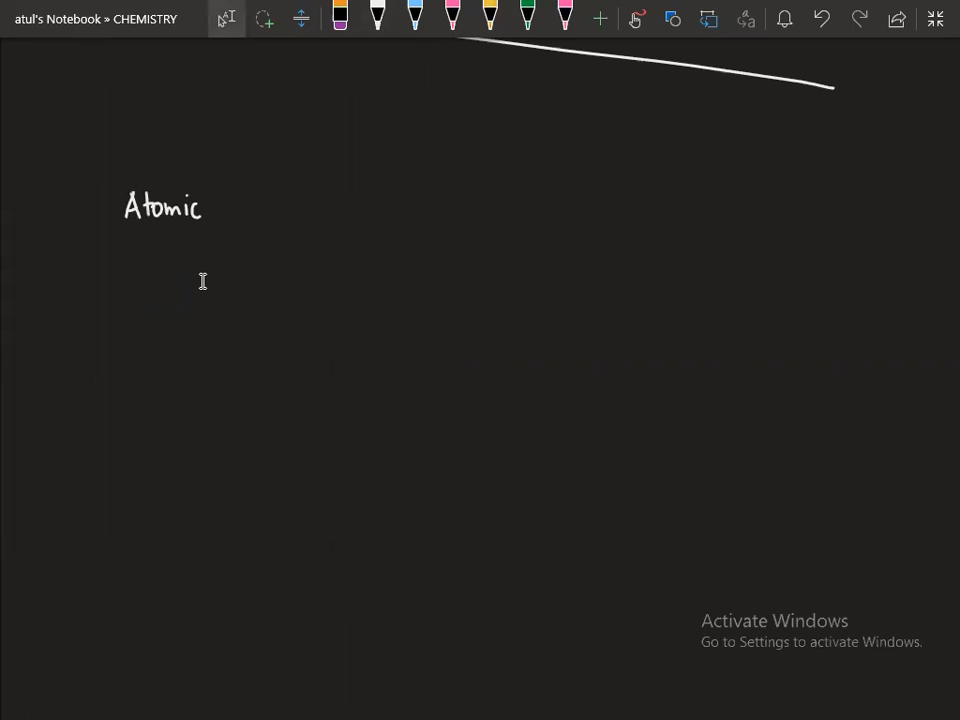 atul's Notebook » CHEMISTRY
Atomic
Activate Windows
Go to Settings to activate Windows.